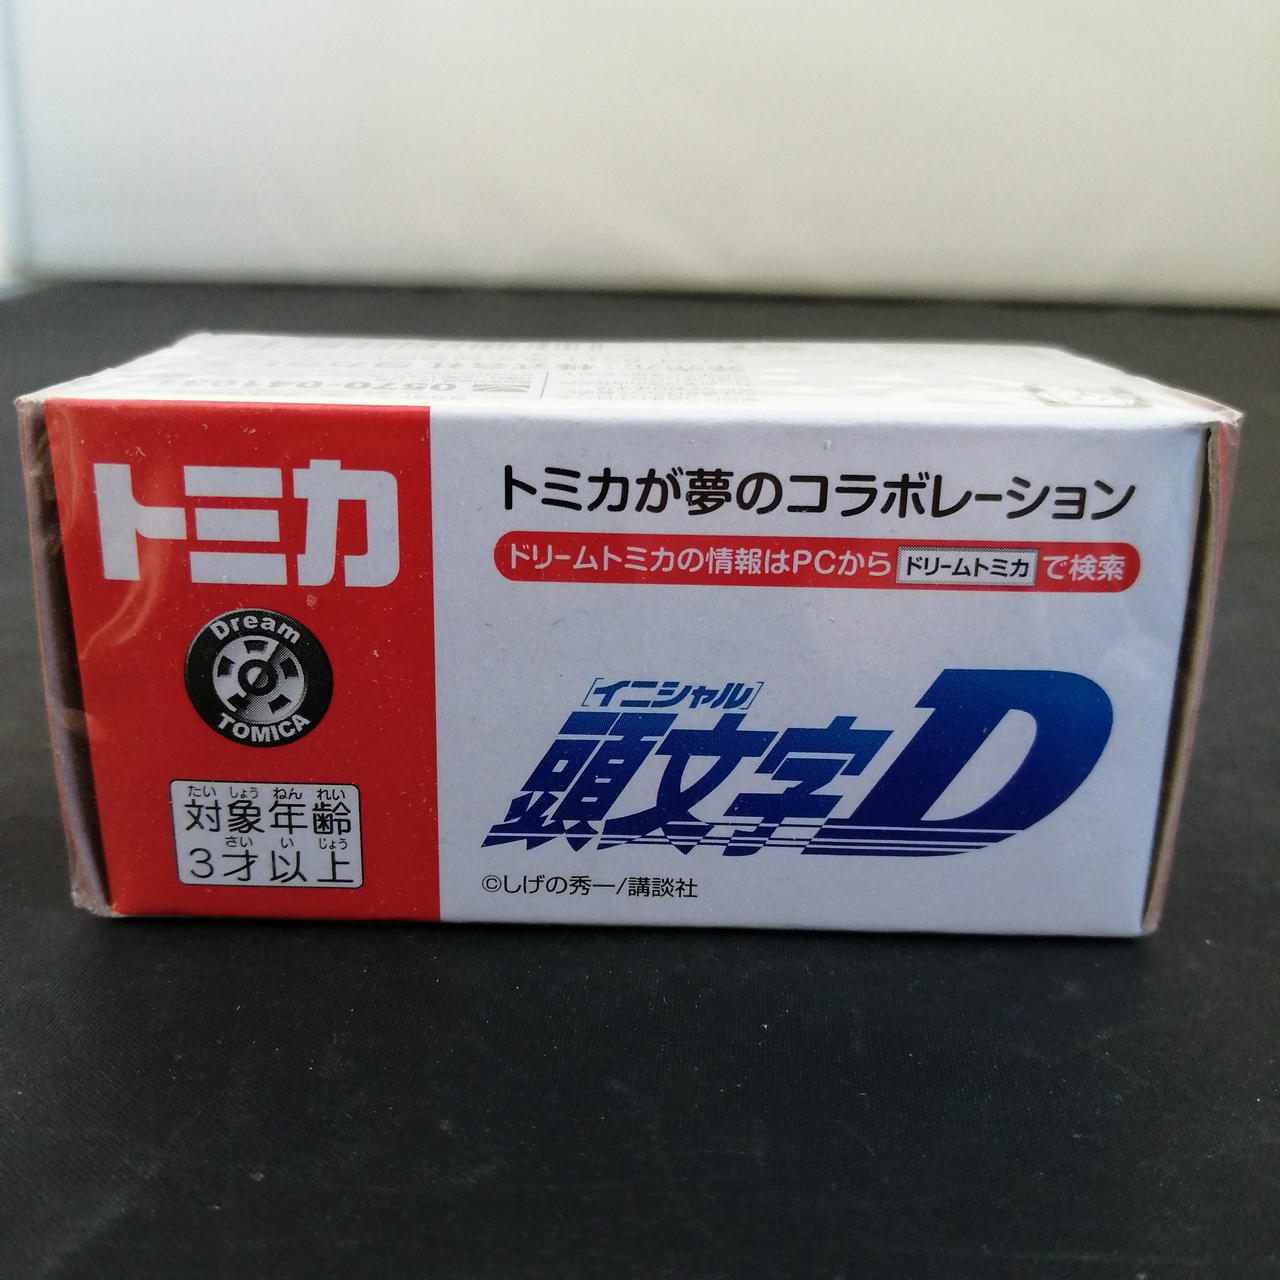 トミカ
Dream
TOMICA
たい しょう ねん れい
対象年齢
さい い じょう
3才以上
トミカが夢のコラボレーション
ドリームトミカの情報はPCから ドリームトミカ で検索
[イニシャル]
頭文字D
©しげの秀一/講談社